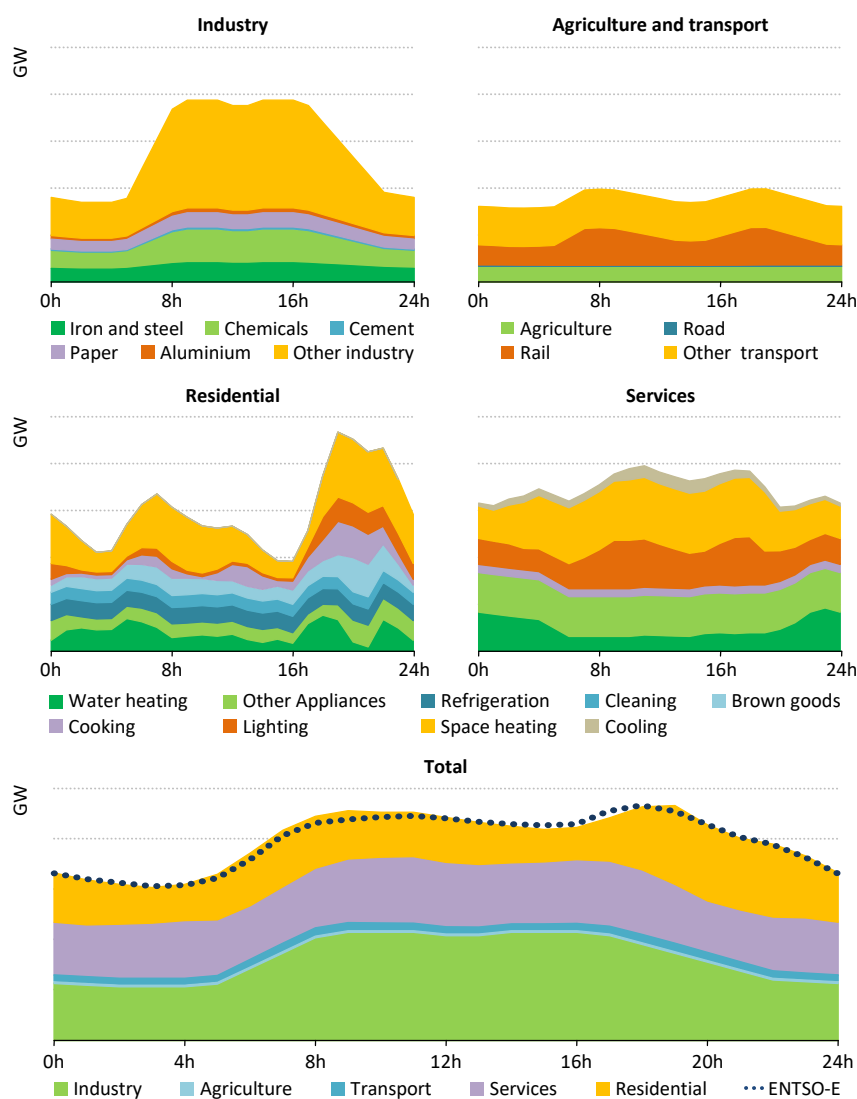 Industry
Agriculture and transport
GW
0h 8h 16h 24h
0h 8h 16h 24h
Iron and steel Chemicals Cement
Paper Aluminium Other industry
Agriculture Road
Rail Other transport
Residential
Services
GW
0h 8h 16h 24h
0h 8h 16h 24h
Water heating Other Appliances Refrigeration Cleaning Brown goods
Cooking Lighting Space heating Cooling
Total
GW
0h 4h 8h 12h 16h 20h 24h
Industry Agriculture Transport Services Residential ENTSO-E